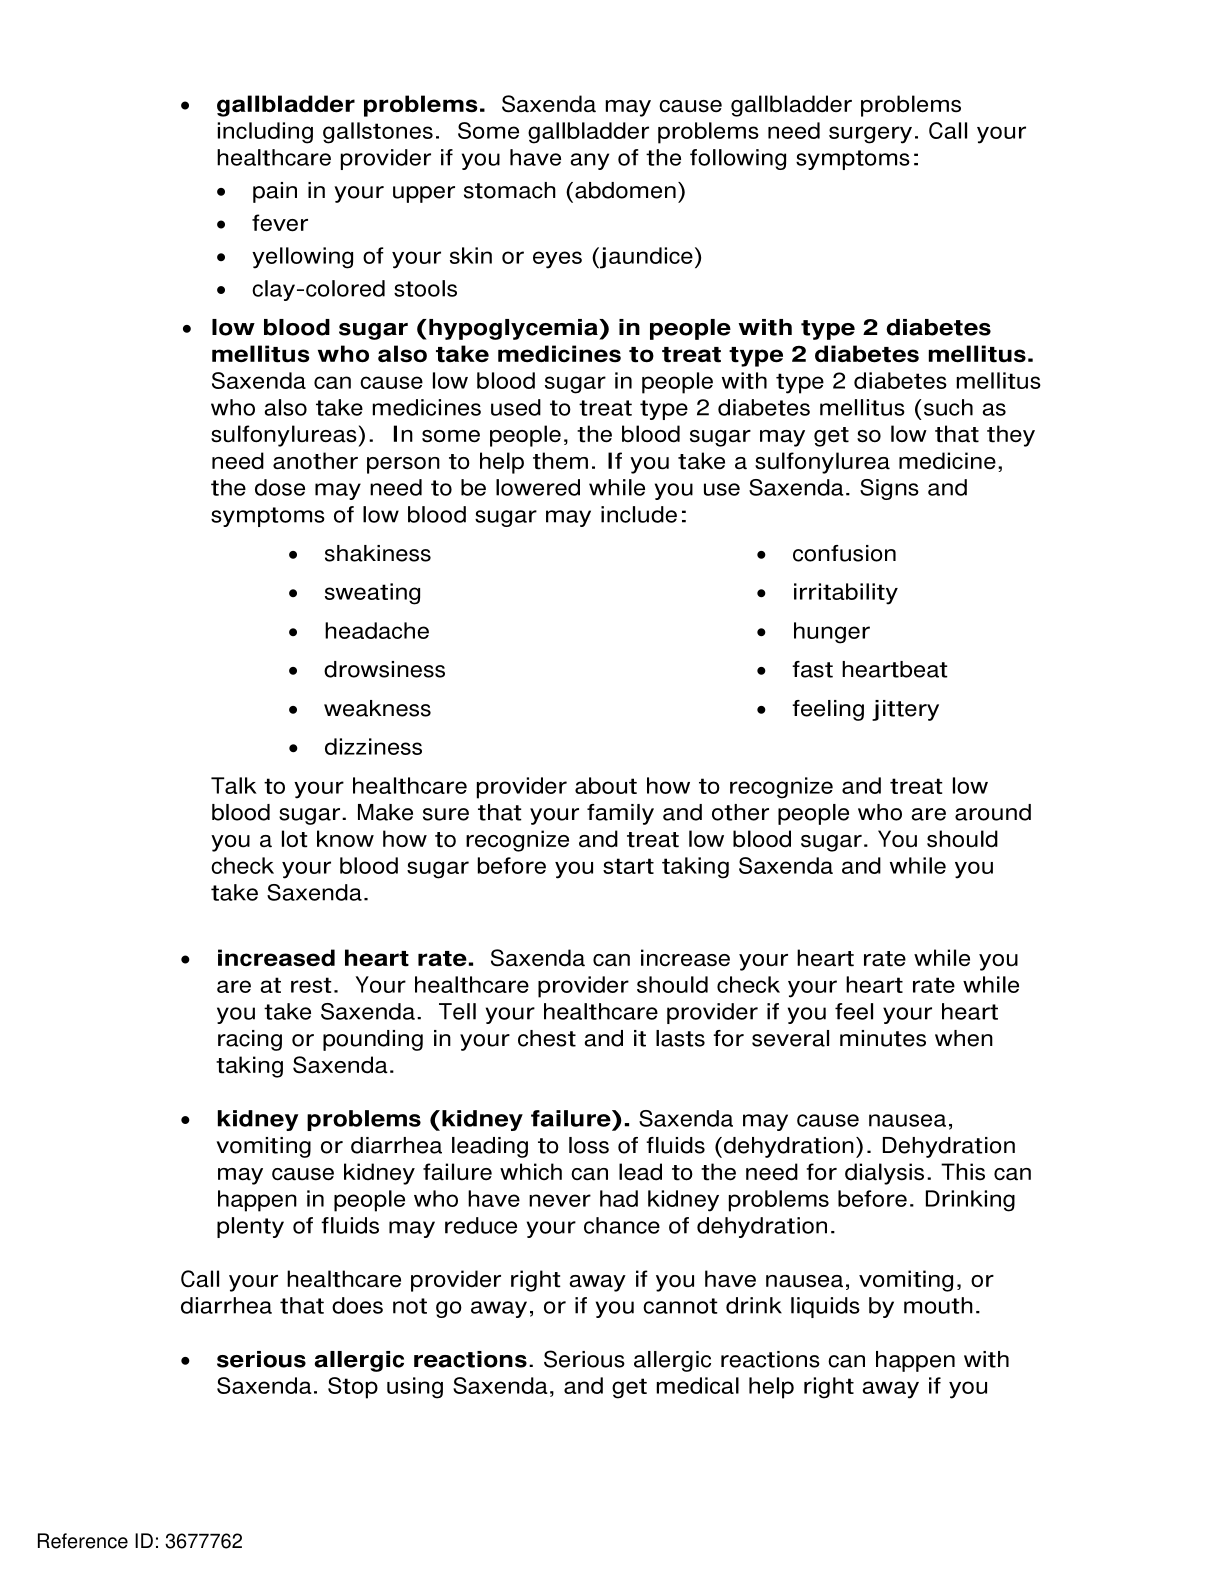 • gallbladder problems. Saxenda may cause gallbladder problems
including gallstones. Some gallbladder problems need surgery. Call your
healthcare provider if you have any of the following symptoms:
• pain in your upper stomach (abdomen)
• fever
• yellowing of your skin or eyes (jaundice)
• clay-colored stools
• low blood sugar (hypoglycemia) in people with type 2 diabetes
mellitus who also take medicines to treat type 2 diabetes mellitus.
Saxenda can cause low blood sugar in people with type 2 diabetes mellitus
who also take medicines used to treat type 2 diabetes mellitus (such as
sulfonylureas). In some people, the blood sugar may get so low that they
need another person to help them. If you take a sulfonylurea medicine,
the dose may need to be lowered while you use Saxenda. Signs and
symptoms of low blood sugar may include:
• shakiness
• sweating
• headache
• drowsiness
• weakness
• dizziness
• confusion
• irritability
• hunger
• fast heartbeat
• feeling jittery
Talk to your healthcare provider about how to recognize and treat low
blood sugar. Make sure that your family and other people who are around
you a lot know how to recognize and treat low blood sugar. You should
check your blood sugar before you start taking Saxenda and while you
take Saxenda.
• increased heart rate. Saxenda can increase your heart rate while you
are at rest. Your healthcare provider should check your heart rate while
you take Saxenda. Tell your healthcare provider if you feel your heart
racing or pounding in your chest and it lasts for several minutes when
taking Saxenda.
• kidney problems (kidney failure). Saxenda may cause nausea,
vomiting or diarrhea leading to loss of fluids (dehydration). Dehydration
may cause kidney failure which can lead to the need for dialysis. This can
happen in people who have never had kidney problems before. Drinking
plenty of fluids may reduce your chance of dehydration.
Call your healthcare provider right away if you have nausea, vomiting, or
diarrhea that does not go away, or if you cannot drink liquids by mouth.
• serious allergic reactions. Serious allergic reactions can happen with
Saxenda. Stop using Saxenda, and get medical help right away if you
Reference ID: 3677762